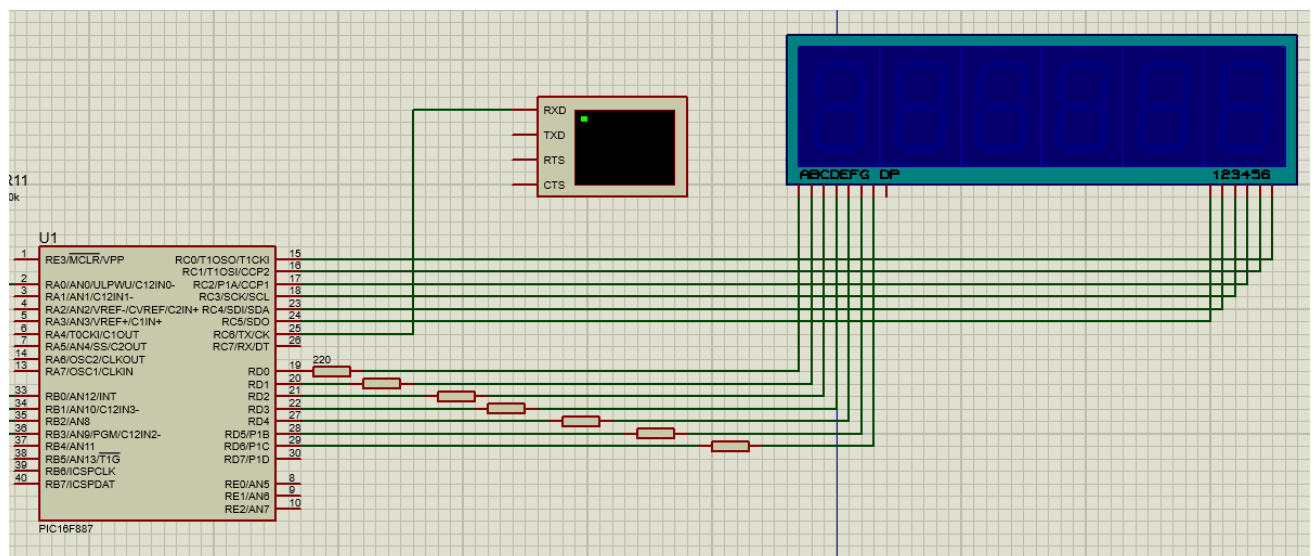 RXD
TXD
RTS
CTS
ABCDEFG DP
123456
U1
1 RE3/MCLR/VPP
2 RA0/AN0/ULPWU/C12IN0-
3 RA1/AN1/C12IN1-
4 RA2/AN2/VREF-/CVREF/C2IN+
5 RA3/AN3/VREF+/C1IN+
6 RA4/T0CKI/C1OUT
7 RA5/AN4/SS/C2OUT
14 RA6/OSC2/CLKOUT
13 RA7/OSC1/CLKIN
33 RB0/AN12/INT
34 RB1/AN10/C12IN3-
35 RB2/AN8
36 RB3/AN9/PGM/C12IN2-
37 RB4/AN11
38 RB5/AN13/T1G
39 RB6/ICSPCLK
40 RB7/ICSPDAT
RC0/T1OSO/T1CKI 15
RC1/T1OSI/CCP2 16
RC2/P1A/CCP1 17
RC3/SCK/SCL 18
RC4/SDI/SDA 23
RC5/SDO 24
RC6/TX/CK 25
RC7/RX/DT 26
RD0 19
220
RD1 20
RD2 21
RD3 22
RD4 27
RD5/P1B 28
RD6/P1C 29
RD7/P1D 30
RE0/AN5 8
RE1/AN6 9
RE2/AN7 10
PIC16F887